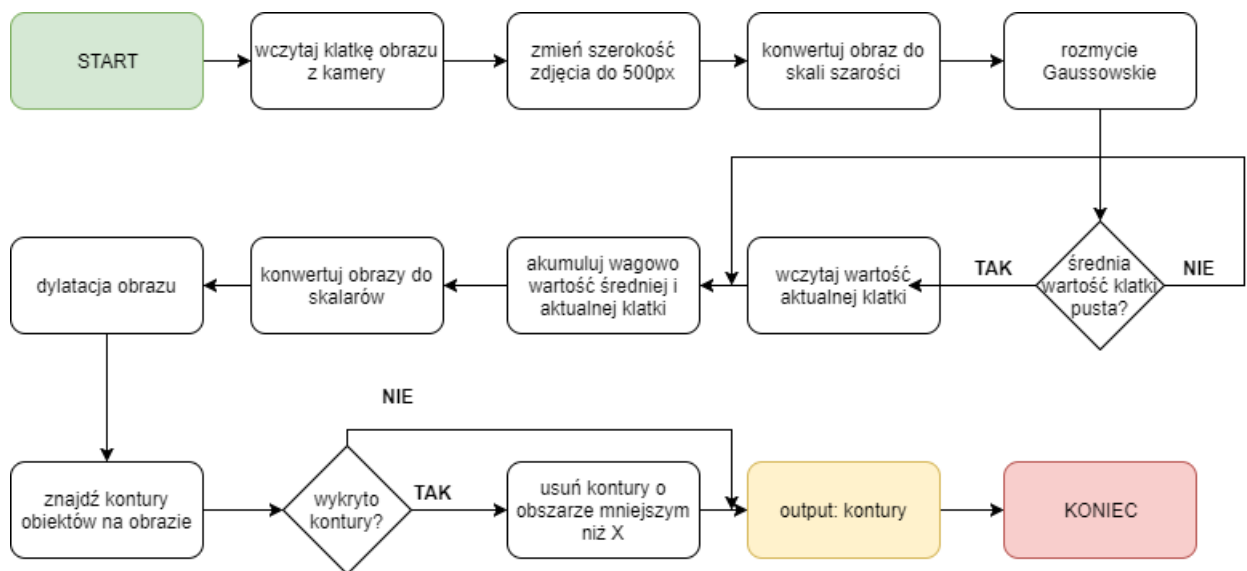 START
wczytaj klatkę obrazu
z kamery
zmień szerokość
zdjęcia do 500px
konwertuj obraz do
skali szarości
rozmycie
Gaussowskie
dylatacja obrazu
konwertuj obrazy do
skalarów
akumuluj wagowo
wartość średniej i
aktualnej klatki
wczytaj wartość
aktualnej klatki
TAK
średnia
wartość klatki
pusta?
NIE
NIE
znajdź kontury
obiektów na obrazie
wykryto
kontury?
TAK
usuń kontury o
obszarze mniejszym
niż X
output: kontury
KONIEC